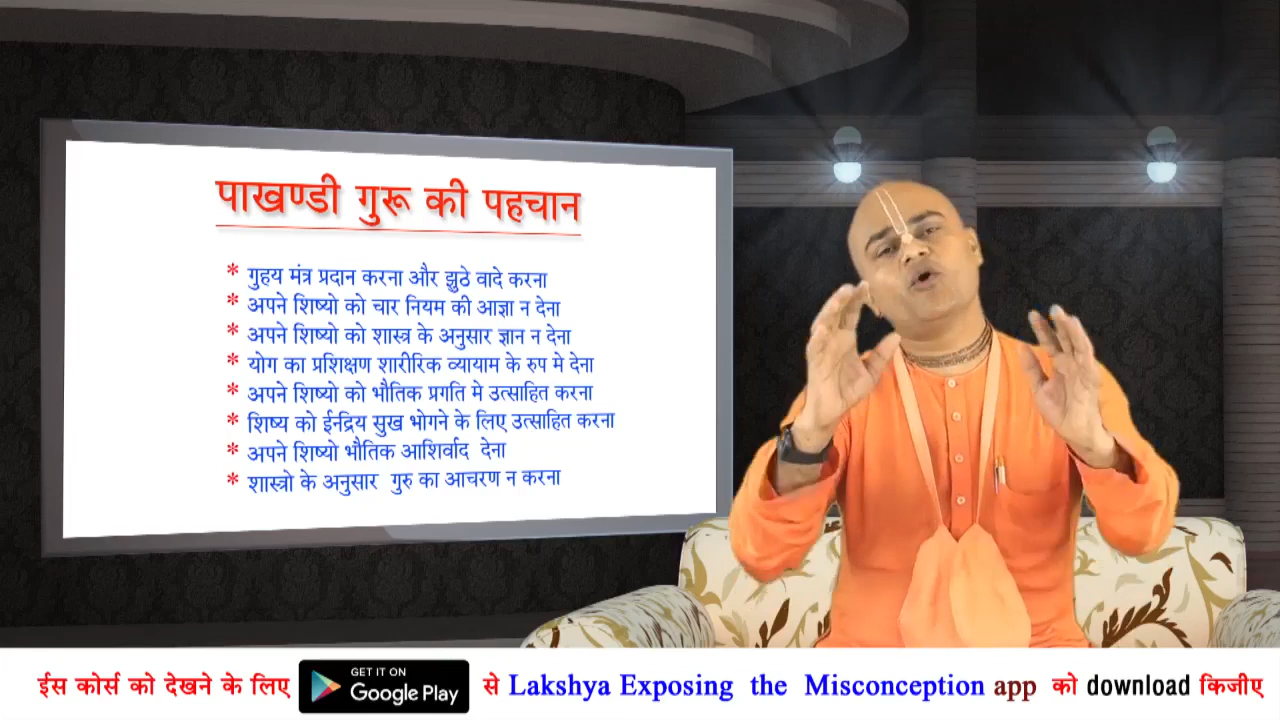 पाखण्डी गुरू की पहचान
* गुहय मंत्र प्रदान करना और झुठे वादे करना
* अपने शिष्यो को चार नियम की आज्ञा न देना
* अपने शिष्यो को शास्त्र के अनुसार ज्ञान न देना
* योग का प्रशिक्षण शारीरिक व्यायाम के रुप मे देना
* अपने शिष्यो को भौतिक प्रगति मे उत्साहित करना
* शिष्य को ईनद्रिय सुख भोगने के लिए उत्साहित करना
* अपने शिष्यो भौतिक आशिर्वाद देना
* शास्त्रो के अनुसार गुरु का आचरण न करना
ईस कोर्स को देखने के लिए GET IT ON Google Play से Lakshya Exposing the Misconception app को download किजीए